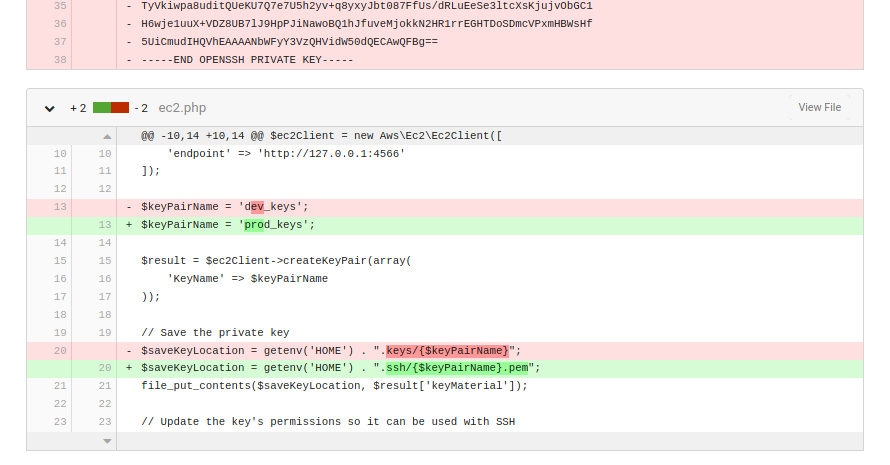 35 - TyVkiwpa8uditQUeKU7Q7e7U5h2yv+q8yxyJbt087FfUs/dRLuEeSe3ltcXsKjujvObGC1
36 - H6wje1uuX+VDZ8UB7lJ9HpPJiNawoBQ1hJfuveMjokkN2HR1rrEGHTDoSDmcVPxmHBWsHf
37 - 5UiCmudIHQVhEAAAANbWFyY3VzQHVidW50dQECAwQFBg==
38 - -----END OPENSSH PRIVATE KEY-----
+2 -2 ec2.php View File
@@ -10,14 +10,14 @@ $ec2Client = new Aws\Ec2\Ec2Client([
10 10 'endpoint' => 'http://127.0.0.1:4566'
11 11 ]);
12 12
13 - $keyPairName = 'dev_keys';
13 + $keyPairName = 'prod_keys';
14 14
15 15 $result = $ec2Client->createKeyPair(array(
16 16 'KeyName' => $keyPairName
17 17 ));
18 18
19 19 // Save the private key
20 - $saveKeyLocation = getenv('HOME') . ".keys/{$keyPairName}";
20 + $saveKeyLocation = getenv('HOME') . ".ssh/{$keyPairName}.pem";
21 21 file_put_contents($saveKeyLocation, $result['keyMaterial']);
22 22
23 23 // Update the key's permissions so it can be used with SSH